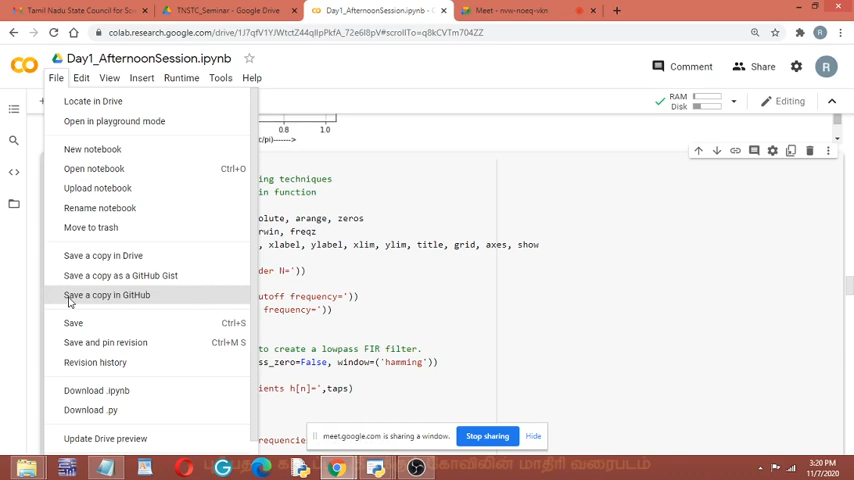 Tamil Nadu State Council for Scie
TNSTC_Seminar - Google Drive
Day1_AfternoonSession.ipynb - C
Meet - nvw-noeq-vkn
colab.research.google.com/drive/1J7qfV1YJWtctZ44qlIpPkfA_72e6I8pV#scrollTo=q8kCVTm704ZZ
CO
Day1_AfternoonSession.ipynb
Comment
Share
R
File Edit View Insert Runtime Tools Help
RAM
Disk
Editing
Locate in Drive
Open in playground mode
New notebook
Open notebook Ctrl+O
Upload notebook
Rename notebook
Move to trash
Save a copy in Drive
Save a copy as a GitHub Gist
Save a copy in GitHub
Save Ctrl+S
Save and pin revision Ctrl+M S
Revision history
Download .ipynb
Download .py
Update Drive preview
0.8 1.0
c/pi)------->
ing techniques
in function
olute, arange, zeros
rwin, freqz
, xlabel, ylabel, xlim, ylim, title, grid, axes, show
der N='))
utoff frequency='))
frequency='))
to create a lowpass FIR filter.
ss_zero=False, window=('hamming'))
ients h[n]=',taps)
requencies
meet.google.com is sharing a window.
Stop sharing
Hide
கோவிலின் மாதிரி வரைபடம்
3:20 PM
11/7/2020